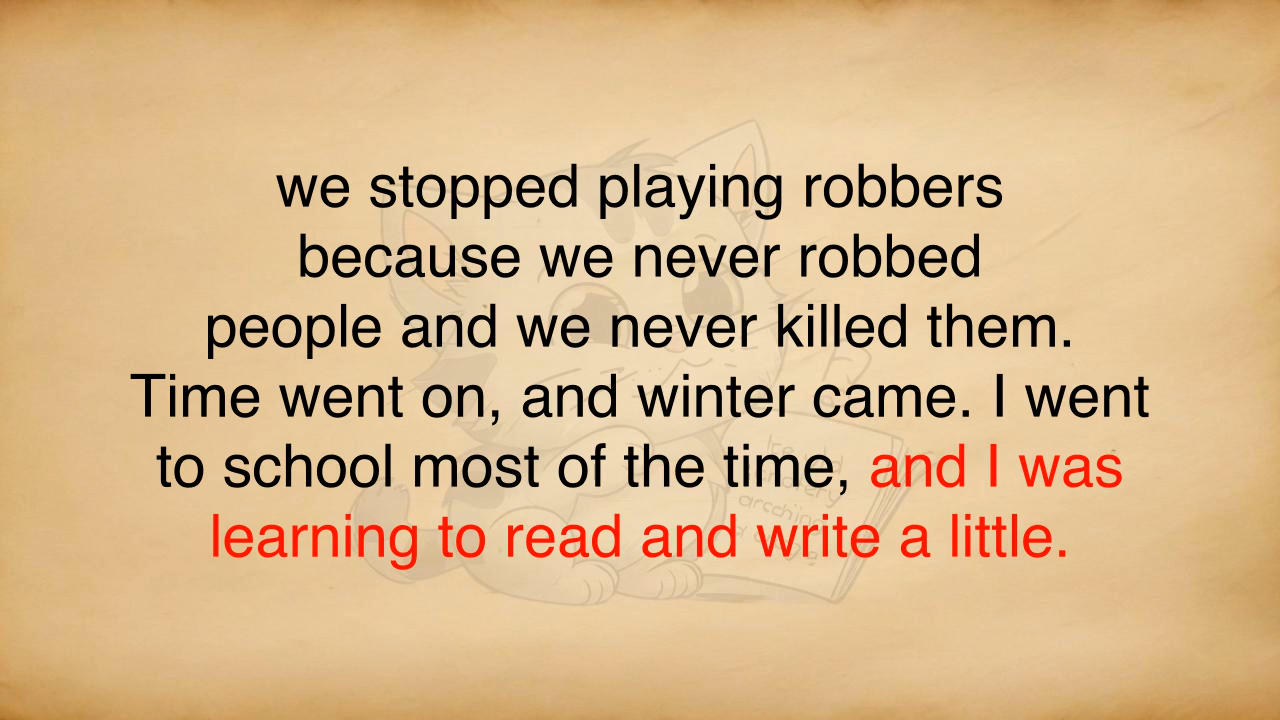 we stopped playing robbers
because we never robbed
people and we never killed them.
Time went on, and winter came. I went
to school most of the time, and I was
learning to read and write a little.